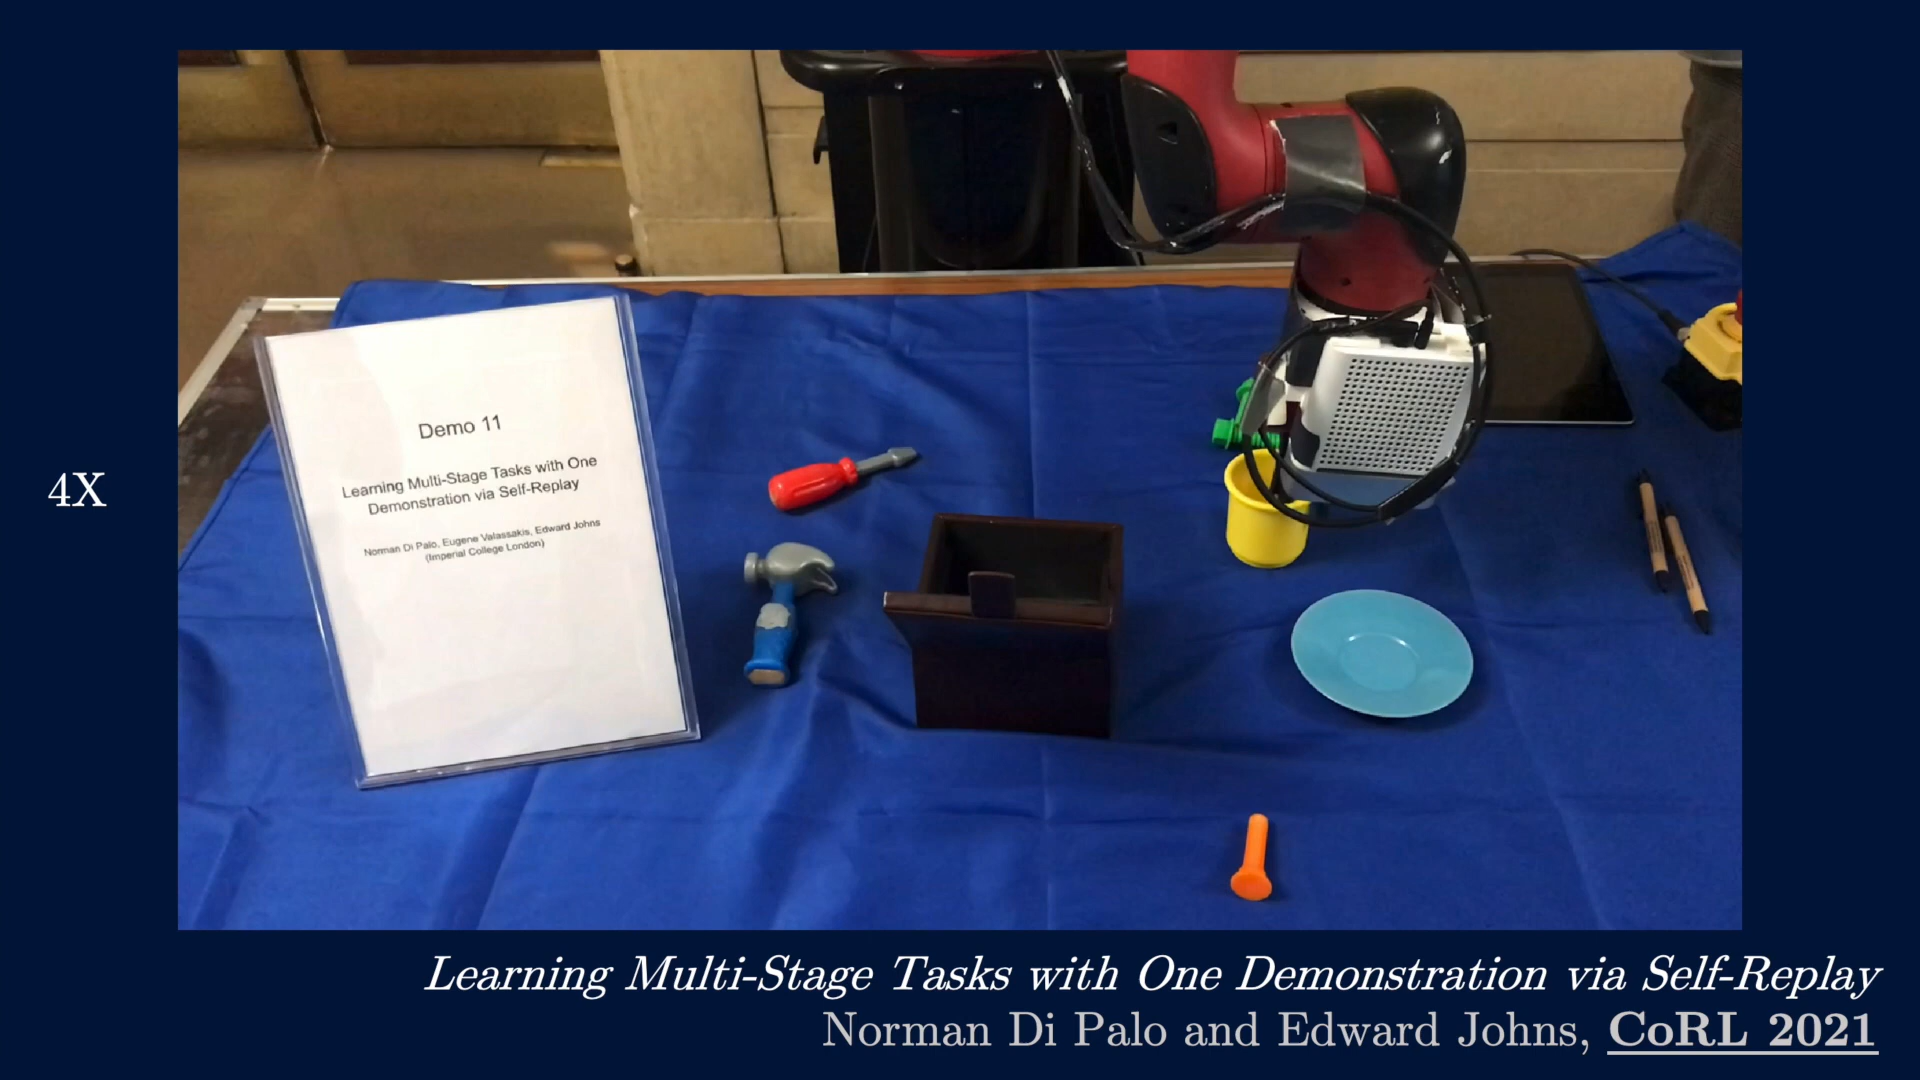 Demo 11
Learning Multi-Stage Tasks with One
Demonstration via Self-Replay
Norman Di Palo, Eugene Valassakis, Edward Johns
(Imperial College London)
4X
Learning Multi-Stage Tasks with One Demonstration via Self-Replay
Norman Di Palo and Edward Johns, CoRL 2021